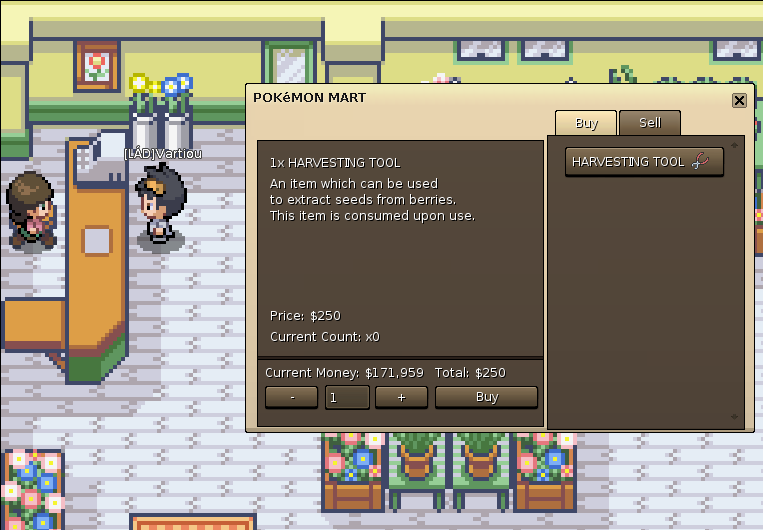 POKéMON MART
Buy
Sell
[LÁD]Vartiou
1x HARVESTING TOOL
HARVESTING TOOL
An item which can be used
to extract seeds from berries.
This item is consumed upon use.
Price: $250
Current Count: x0
Current Money: $171,959 Total: $250
- 1 + Buy